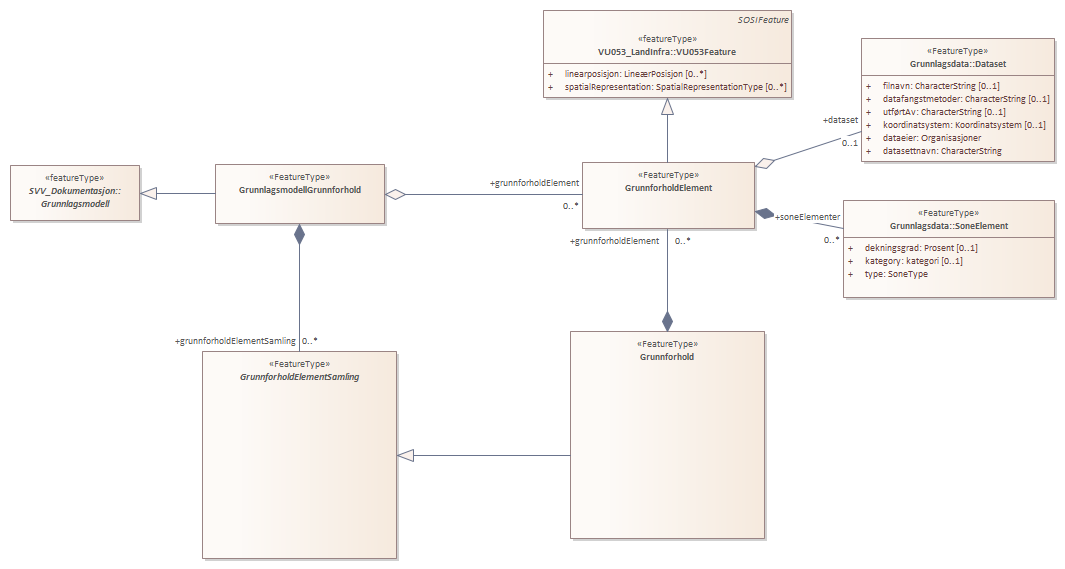 SOSIFeature
«featureType»
VU053_LandInfra::VU053Feature
+ linearposisjon: LineærPosisjon [0..*]
+ spatialRepresentation: SpatialRepresentationType [0..*]
«FeatureType»
Grunnlagsdata::Dataset
+ filnavn: CharacterString [0..1]
+ datafangstmetoder: CharacterString [0..1]
+ utførtAv: CharacterString [0..1]
+ koordinatsystem: Koordinatsystem [0..1]
+ dataeier: Organisasjoner
+ datasettnavn: CharacterString
+dataset
0..1
«featureType»
SVV_Dokumentasjon::
Grunnlagsmodell
«FeatureType»
GrunnlagsmodellGrunnforhold
+grunnforholdElement
0..*
«FeatureType»
GrunnforholdElement
+soneElementer
0..*
«FeatureType»
Grunnlagsdata::SoneElement
+ dekningsgrad: Prosent [0..1]
+ kategory: kategori [0..1]
+ type: SoneType
+grunnforholdElement 0..*
+grunnforholdElementSamling 0..*
«FeatureType»
GrunnforholdElementSamling
«FeatureType»
Grunnforhold